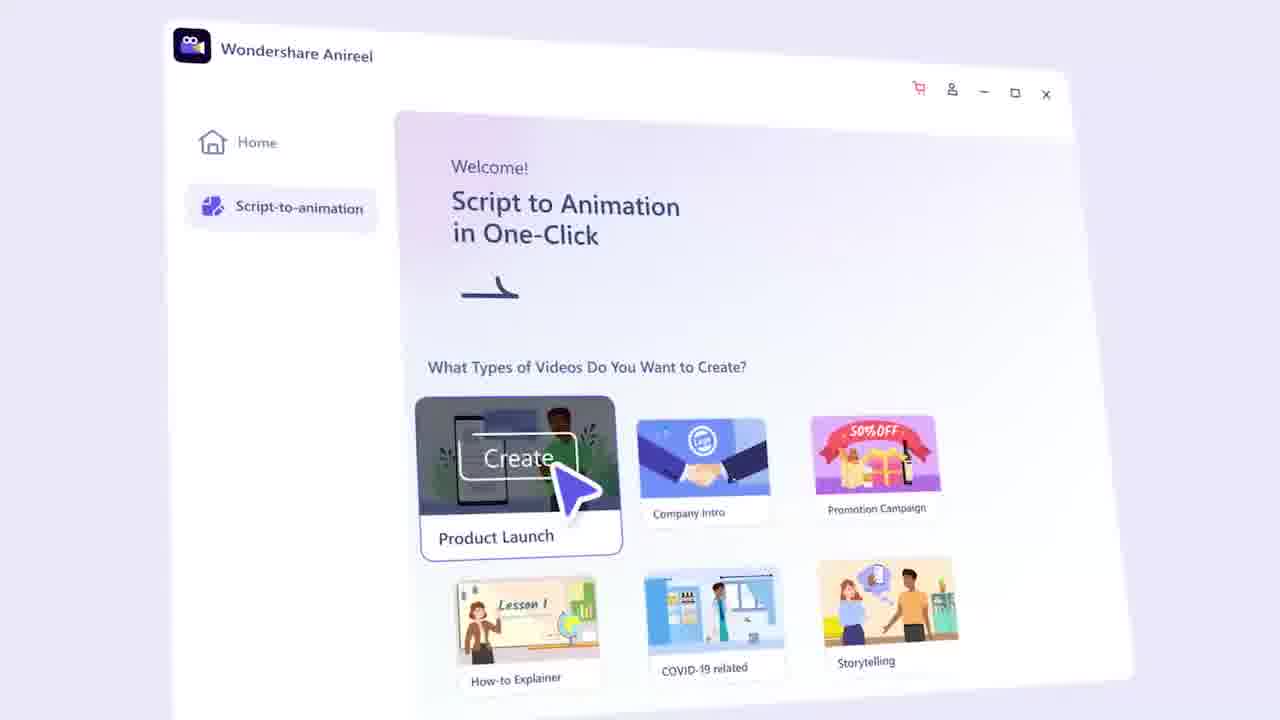 Wondershare Anireel
Home
Script-to-animation
Welcome!
Script to Animation
in One-Click
What Types of Videos Do You Want to Create?
Create
Product Launch
Logo
Company Intro
50% OFF
Promotion Campaign
Lesson 1
How-to Explainer
COVID-19 related
Storytelling